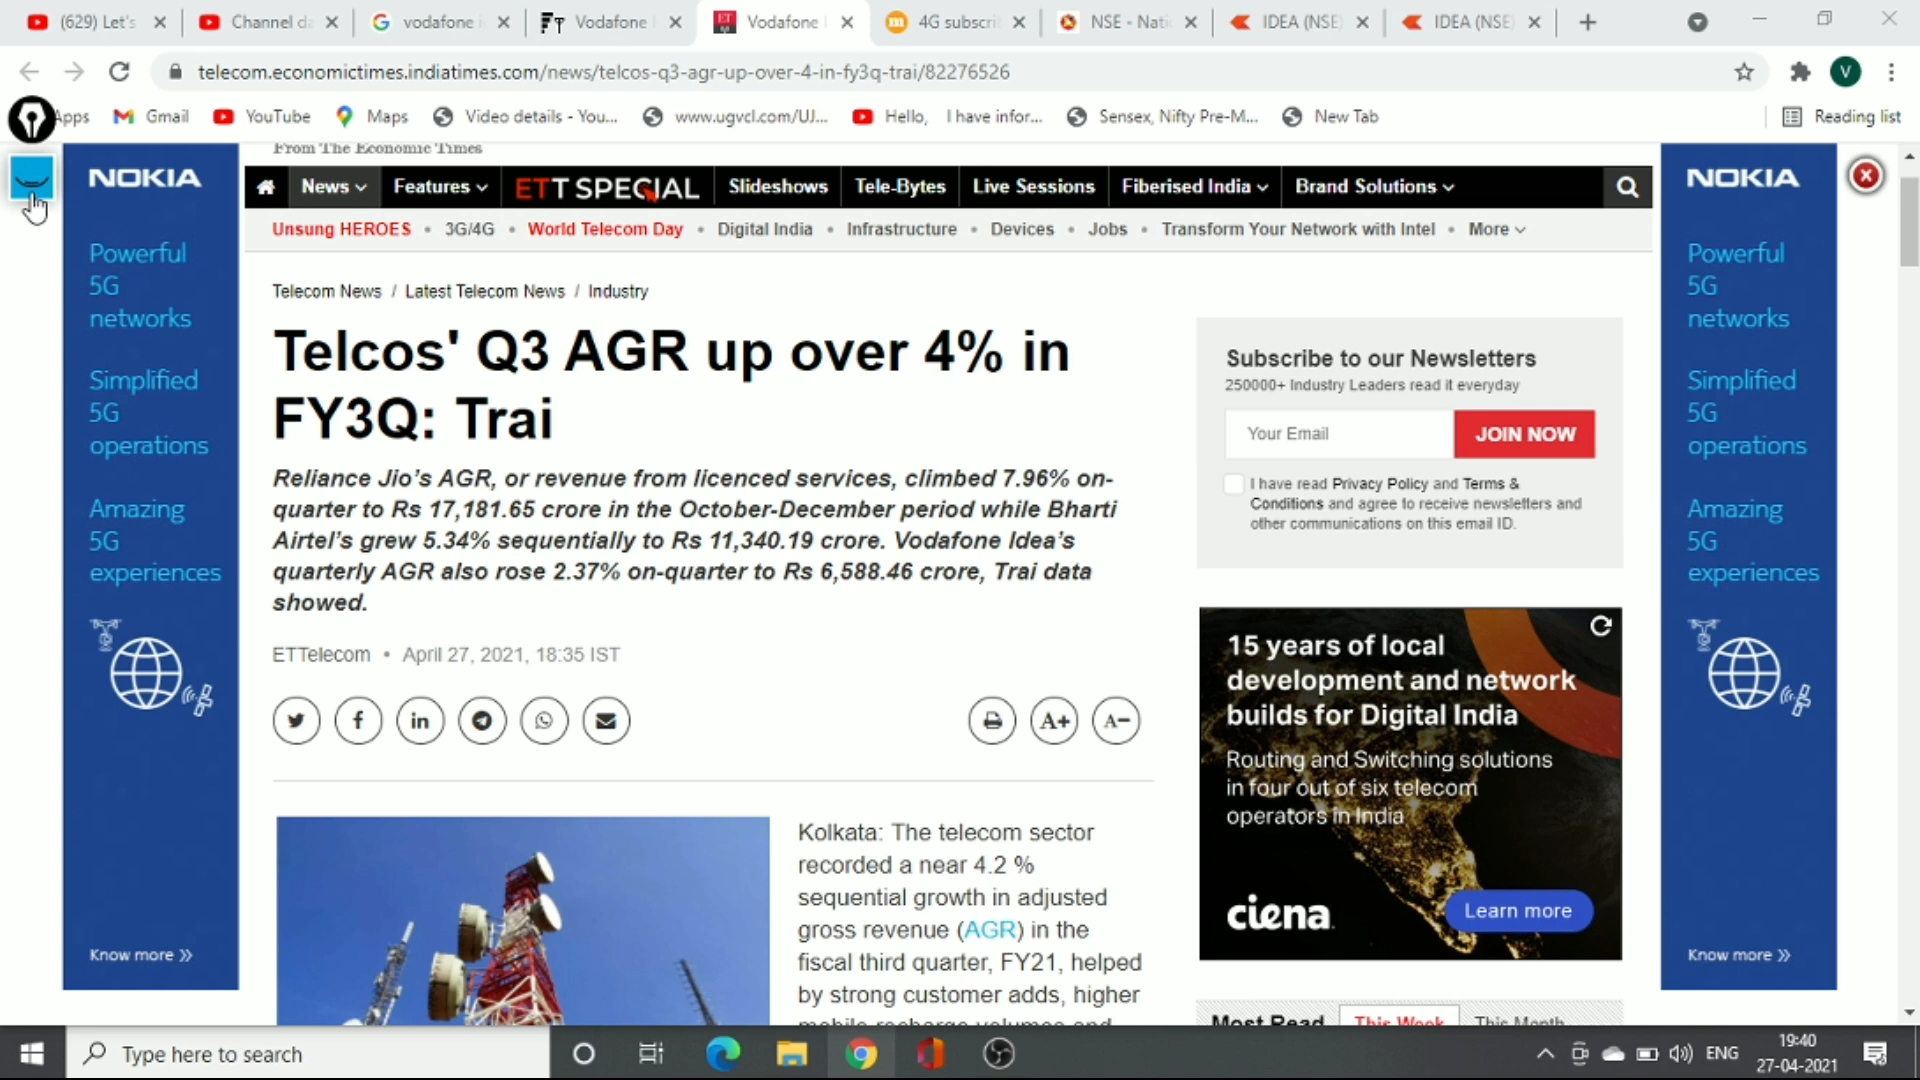 (629) Let's
Channel da
vodafone i
Vodafone I
Vodafone I
4G subscri
NSE - Nati
IDEA (NSE)
IDEA (NSE)
telecom.economictimes.indiatimes.com/news/telcos-q3-agr-up-over-4-in-fy3q-trai/82276526
V
Apps
Gmail
YouTube
Maps
Video details - You...
www.ugvcl.com/UJ...
Hello, I have infor...
Sensex, Nifty Pre-M...
New Tab
Reading list
From The Economic Times
News
Features
ETT SPECIAL
Slideshows
Tele-Bytes
Live Sessions
Fiberised India
Brand Solutions
Unsung HEROES • 3G/4G • World Telecom Day • Digital India • Infrastructure • Devices • Jobs • Transform Your Network with Intel • More
NOKIA
Powerful
5G
networks
Simplified
5G
operations
Amazing
5G
experiences
Know more »
Telecom News / Latest Telecom News / Industry
Telcos' Q3 AGR up over 4% in
FY3Q: Trai
Reliance Jio's AGR, or revenue from licenced services, climbed 7.96% on-
quarter to Rs 17,181.65 crore in the October-December period while Bharti
Airtel's grew 5.34% sequentially to Rs 11,340.19 crore. Vodafone Idea's
quarterly AGR also rose 2.37% on-quarter to Rs 6,588.46 crore, Trai data
showed.
ETTelecom • April 27, 2021, 18:35 IST
A+
A-
Kolkata: The telecom sector
recorded a near 4.2 %
sequential growth in adjusted
gross revenue (AGR) in the
fiscal third quarter, FY21, helped
by strong customer adds, higher
mobile recharge volumes and
Subscribe to our Newsletters
250000+ Industry Leaders read it everyday
Your Email
JOIN NOW
I have read Privacy Policy and Terms &
Conditions and agree to receive newsletters and
other communications on this email ID.
15 years of local
development and network
builds for Digital India
Routing and Switching solutions
in four out of six telecom
operators in India
ciena
Learn more
Most Read
This Week
This Month
NOKIA
Powerful
5G
networks
Simplified
5G
operations
Amazing
5G
experiences
Know more »
Type here to search
ENG
19:40
27-04-2021